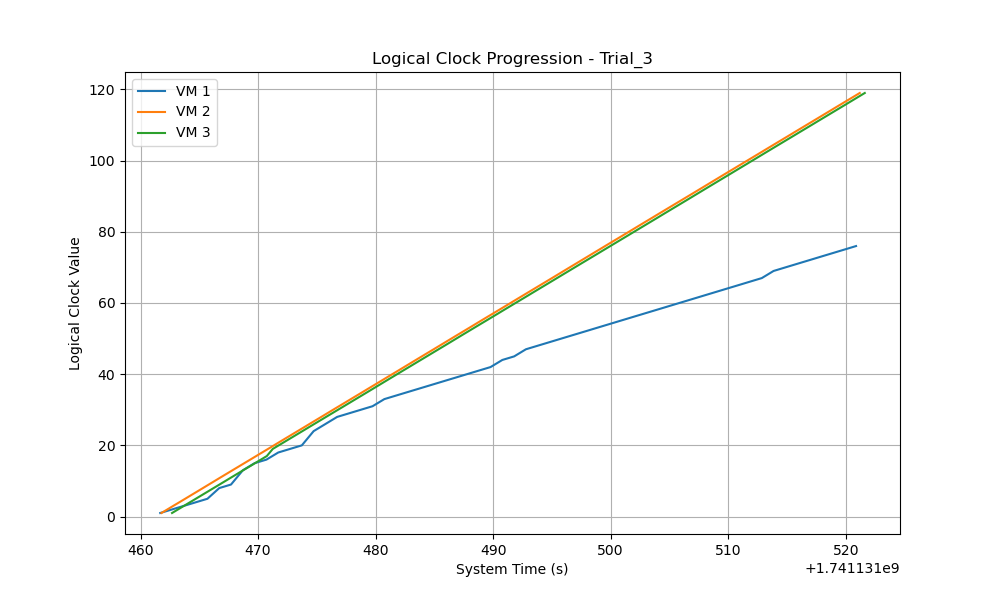 Logical Clock Progression - Trial_3
VM 1
VM 2
VM 3
Logical Clock Value
120
100
80
60
40
20
0
460 470 480 490 500 510 520
System Time (s)
+1.741131e9